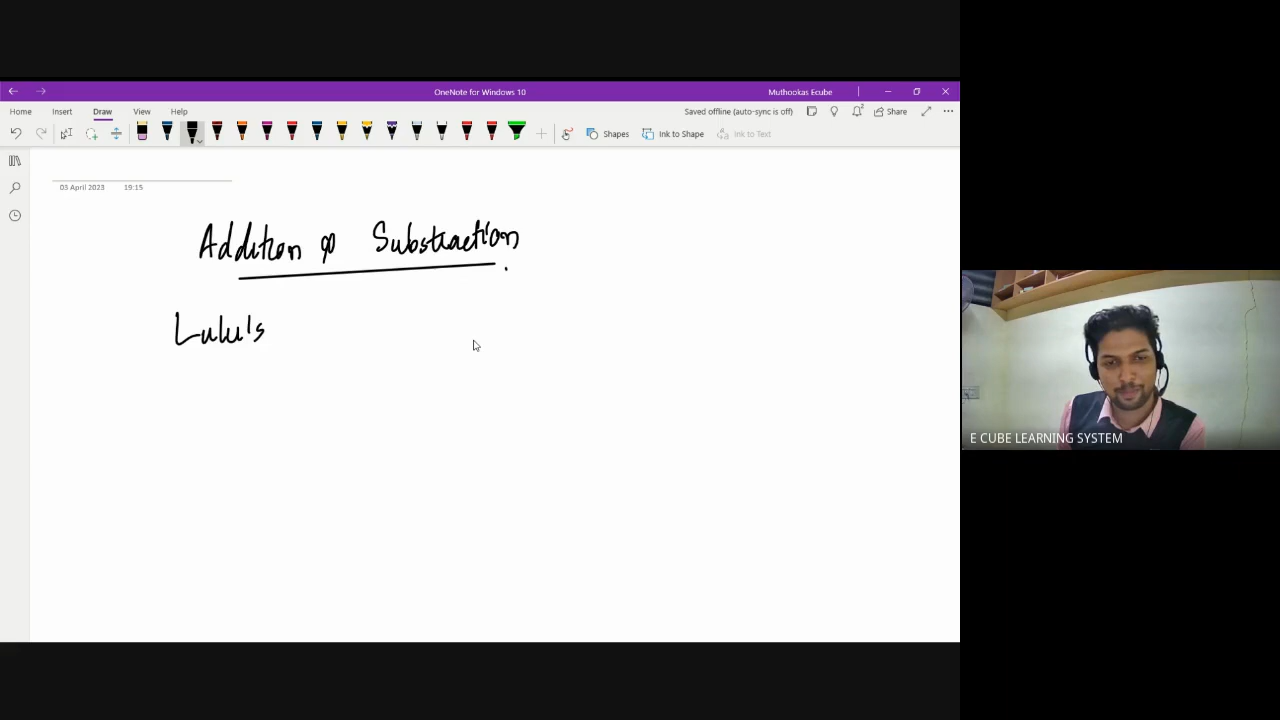 OneNote for Windows 10
Muthookas Ecube
Home Insert Draw View Help
Saved offline (auto-sync is off)
Share
Shapes
Ink to Shape
Ink to Text
03 April 2023 19:15
Addition & Substraction
Lulu's
E CUBE LEARNING SYSTEM